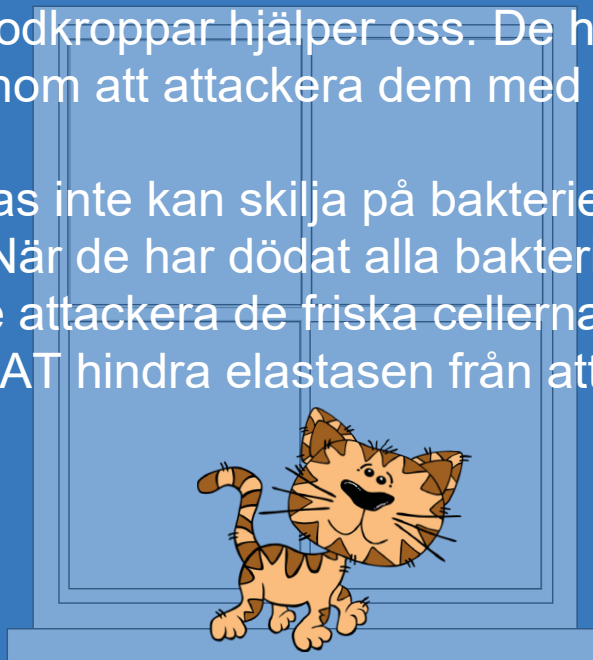 odkroppar hjälper oss. De h
nom att attackera dem med
as inte kan skilja på bakterie
När de har dödat alla bakter
e attackera de friska cellerna
AT hindra elastasen från att